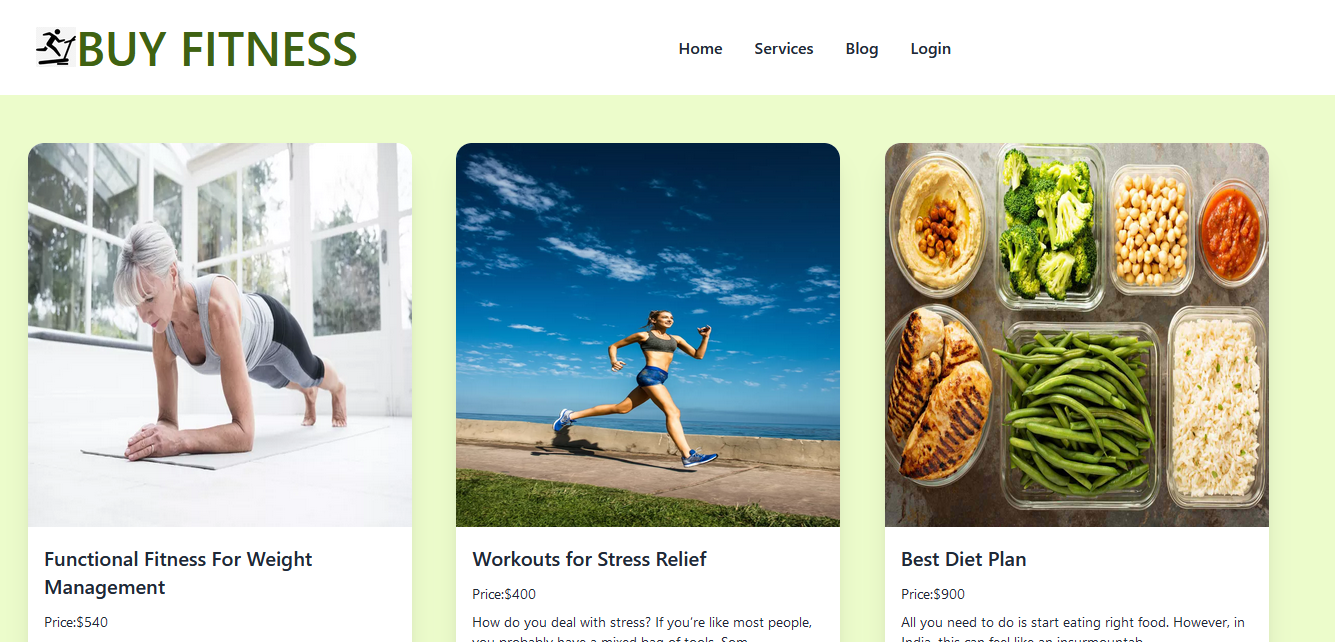 BUY FITNESS
Home Services Blog Login
Functional Fitness For Weight
Management
Price:$540
Workouts for Stress Relief
Price:$400
How do you deal with stress? If you're like most people,
you probably have a mixed bag of tools. Som
Best Diet Plan
Price:$900
All you need to do is start eating right food. However, in
India, this can feel like an insurmountab